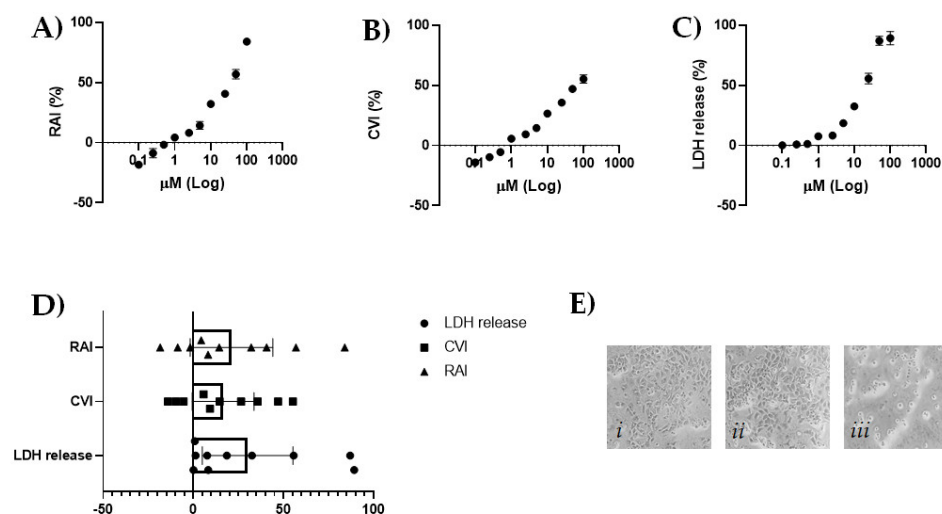 A)
100
50
0
-50
RAI (%)
0.1 1 10 100 1000
μM (Log)
B)
100
50
0
-50
CVI (%)
0.1 1 10 100 1000
μM (Log)
C)
100
50
0
-50
LDH release (%)
0.1 1 10 100 1000
μM (Log)
D)
RAI
CVI
LDH release
-50 0 50 100
LDH release
CVI
RAI
E)
i ii iii